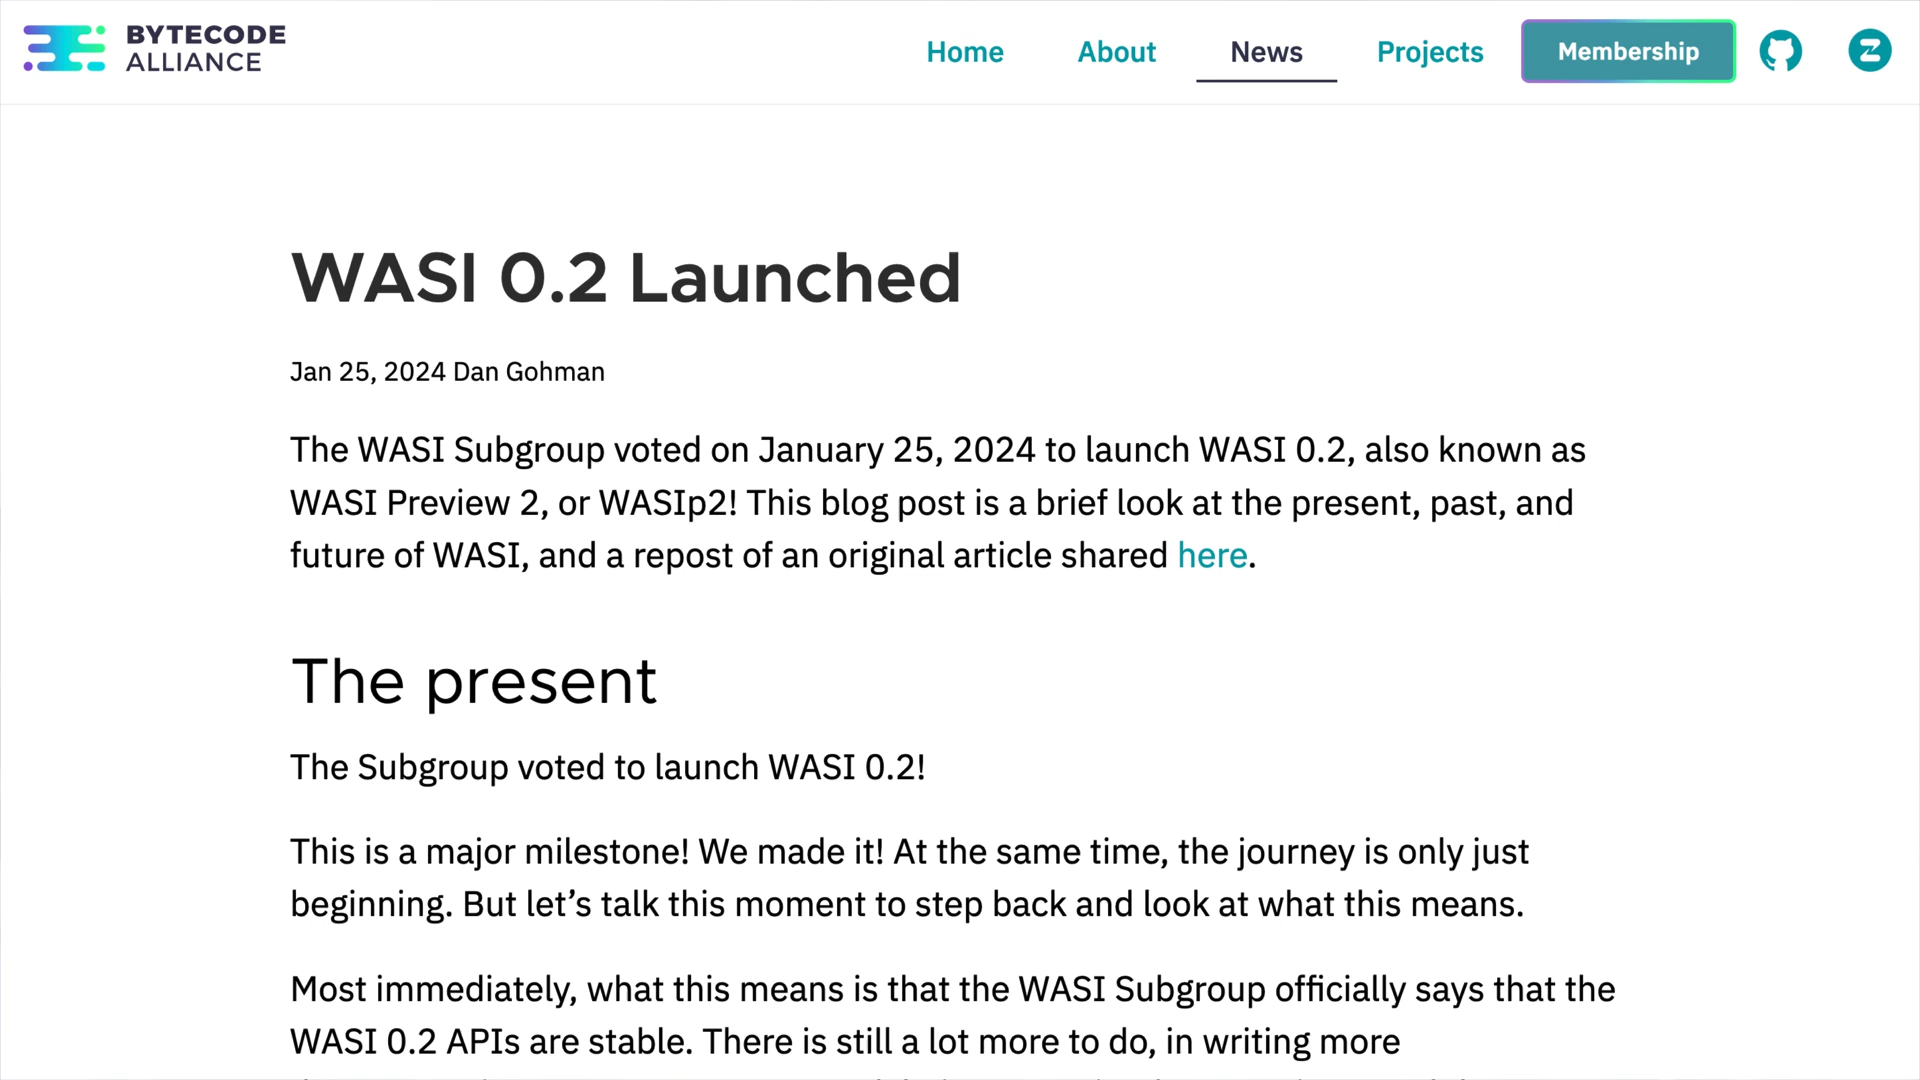 BYTECODE
ALLIANCE
Home
About
News
Projects
Membership
WASI 0.2 Launched
Jan 25, 2024 Dan Gohman
The WASI Subgroup voted on January 25, 2024 to launch WASI 0.2, also known as
WASI Preview 2, or WASIp2! This blog post is a brief look at the present, past, and
future of WASI, and a repost of an original article shared here.
The present
The Subgroup voted to launch WASI 0.2!
This is a major milestone! We made it! At the same time, the journey is only just
beginning. But let’s talk this moment to step back and look at what this means.
Most immediately, what this means is that the WASI Subgroup officially says that the
WASI 0.2 APIs are stable. There is still a lot more to do, in writing more